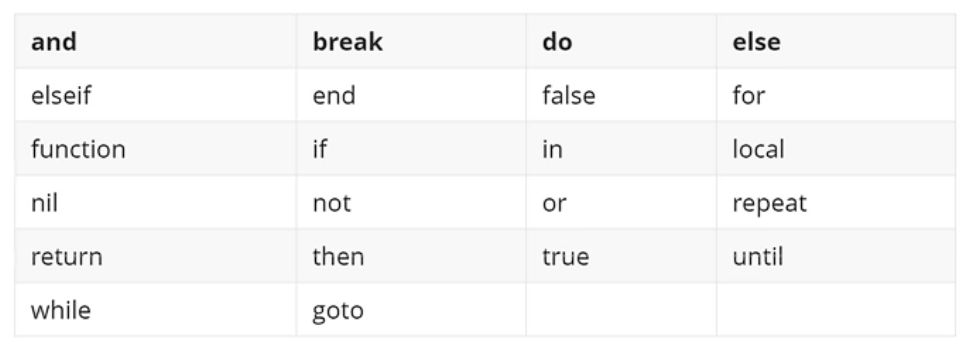 and break do else
elseif end false for
function if in local
nil not or repeat
return then true until
while goto